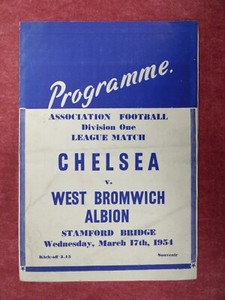 Programme.
ASSOCIATION FOOTBALL
Division One
LEAGUE MATCH
CHELSEA
v.
WEST BROMWICH
ALBION
STAMFORD BRIDGE
Wednesday, March 17th, 1954
Kick-off 3.15 Souvenir